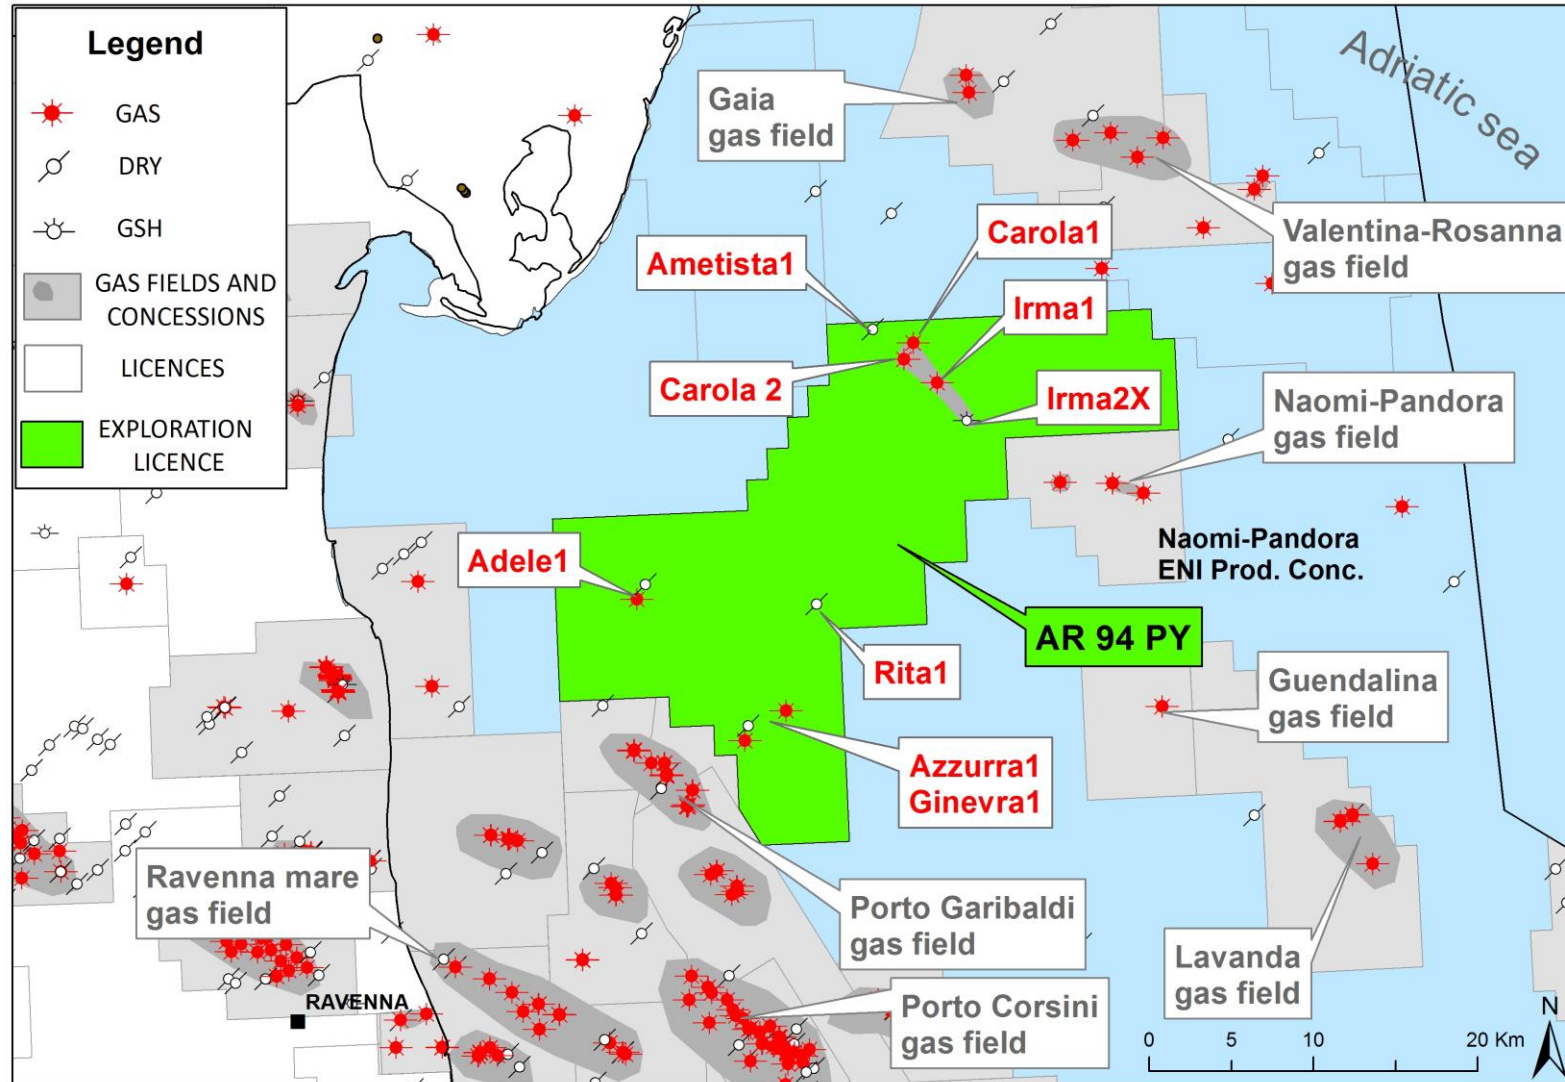 Legend
GAS
DRY
GSH
GAS FIELDS AND
CONCESSIONS
LICENCES
EXPLORATION
LICENCE
Adriatic sea
Gaia
gas field
Valentina-Rosanna
gas field
Carola1
Ametista1
Irma1
Carola 2
Irma2X
Naomi-Pandora
gas field
Naomi-Pandora
ENI Prod. Conc.
Adele1
AR 94 PY
Rita1
Guendalina
gas field
Azzurra1
Ginevra1
Ravenna mare
gas field
Porto Garibaldi
gas field
Lavanda
gas field
Porto Corsini
gas field
RAVENNA
N
0 5 10 20 Km